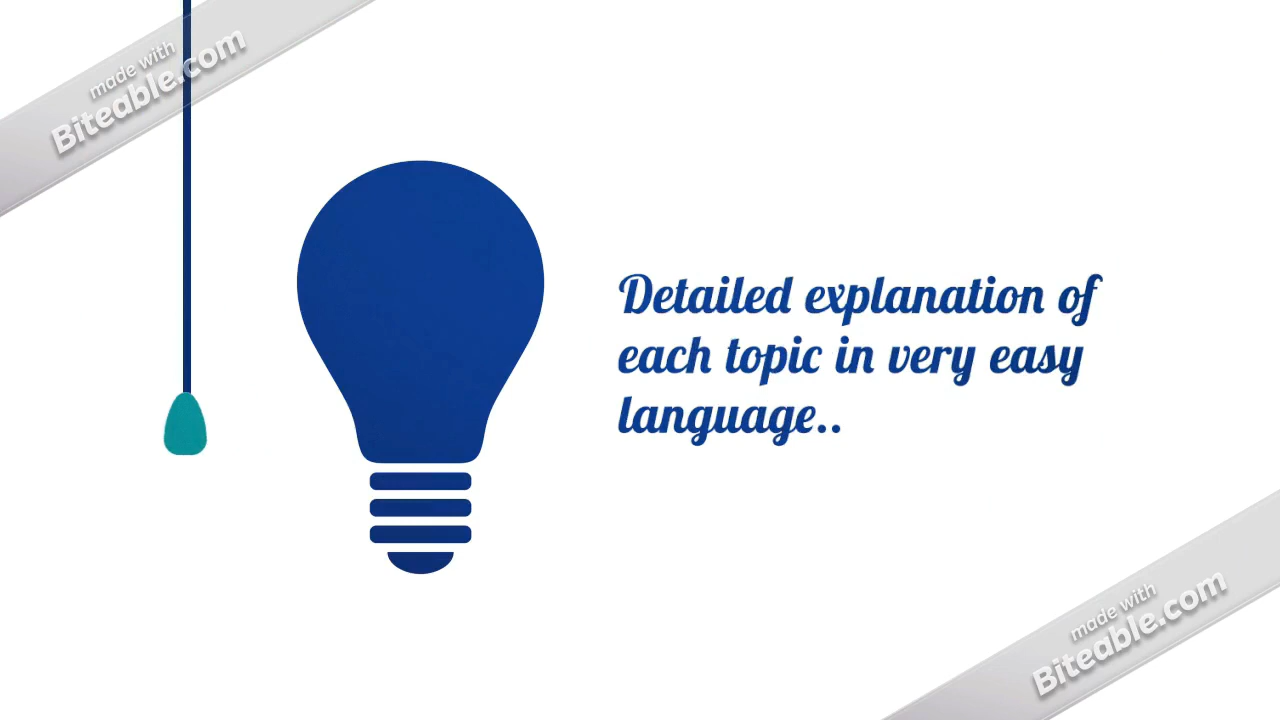 made with
Biteable.com
Detailed explanation of
each topic in very easy
language..
made with
Biteable.com